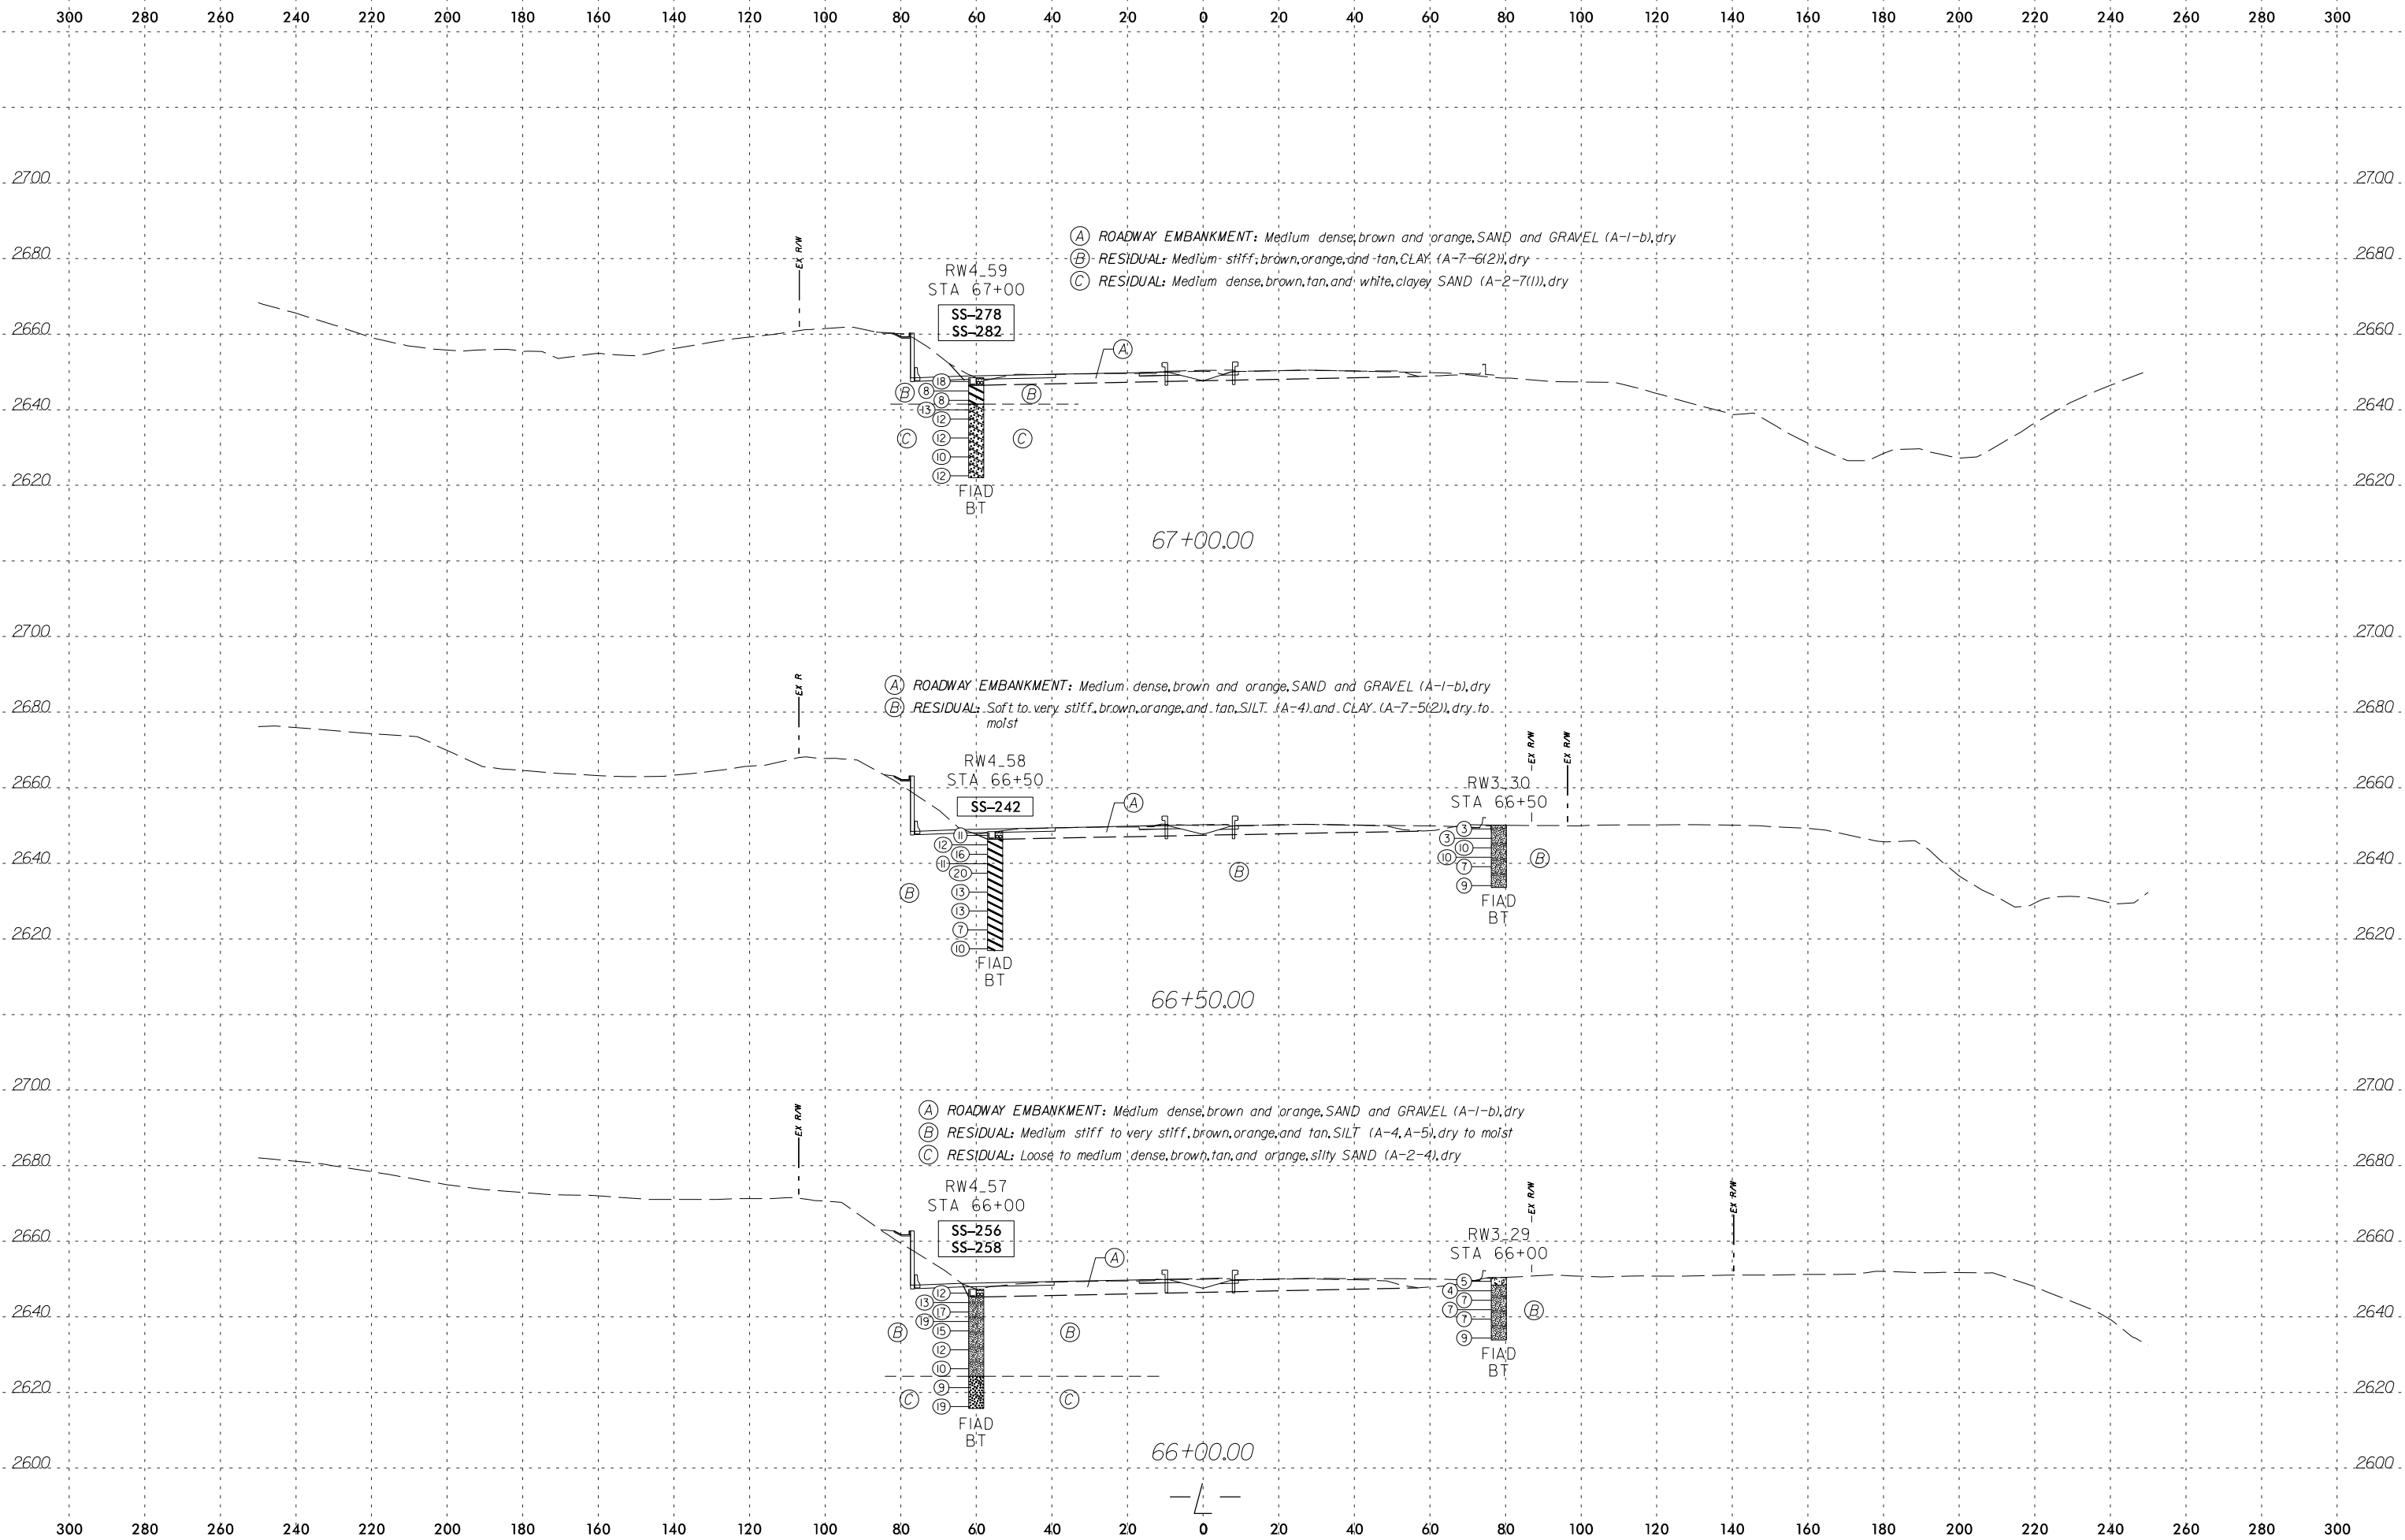 300 280 260 240 220 200 180 160 140 120 100 80 60 40 20 0 20 40 60 80 100 120 140 160 180 200 220 240 260 280 300
2700 2700
A ROADWAY EMBANKMENT: Medium dense, brown and orange, SAND and GRAVEL (A-1-b), dry
2680 EX R/W B RESIDUAL: Medium stiff, brown, orange, and tan, CLAY (A-7-6(2)), dry 2680
C RESIDUAL: Medium dense, brown, tan, and white, clayey SAND (A-2-7(1)), dry
RW4_59
STA 67+00
SS-278
2660 SS-282 2660
A
18
B 8 B
8
2640 13 2640
12
C 12 C
10
12
2620 2620
FIAD
BT
67+00.00
2700 2700
EX R
A ROADWAY EMBANKMENT: Medium dense, brown and orange, SAND and GRAVEL (A-1-b), dry
2680 B RESIDUAL: Soft to very stiff, brown, orange, and tan, SILT (A-4) and CLAY (A-7-5(2)), dry to 2680
moist
EX R/W EX R/W
RW4_58
STA 66+50
2660 RW3_30 2660
STA 66+50
SS-242 A
11 3
12 3
16 10
2640 11 10 B 2640
20 B 7
B 13 9
13 FIAD
7 BT
2620 10 2620
FIAD
BT
66+50.00
2700 2700
EX R/W
A ROADWAY EMBANKMENT: Medium dense, brown and orange, SAND and GRAVEL (A-1-b), dry
B RESIDUAL: Medium stiff to very stiff, brown, orange, and tan, SILT (A-4, A-5), dry to moist
2680 C RESIDUAL: Loose to medium dense, brown, tan, and orange, silty SAND (A-2-4), dry 2680
EX R/W EX R/W
RW4_57
STA 66+00
SS-256
2660 SS-258 RW3_29 2660
STA 66+00
A
12 5
13 4
17 7
2640 19 7 B 2640
B 15 B 7
12 9
10 FIAD
9 BT
2620 C 19 C 2620
FIAD
BT
66+00.00
2600 2600
-L-
300 280 260 240 220 200 180 160 140 120 100 80 60 40 20 0 20 40 60 80 100 120 140 160 180 200 220 240 260 280 300